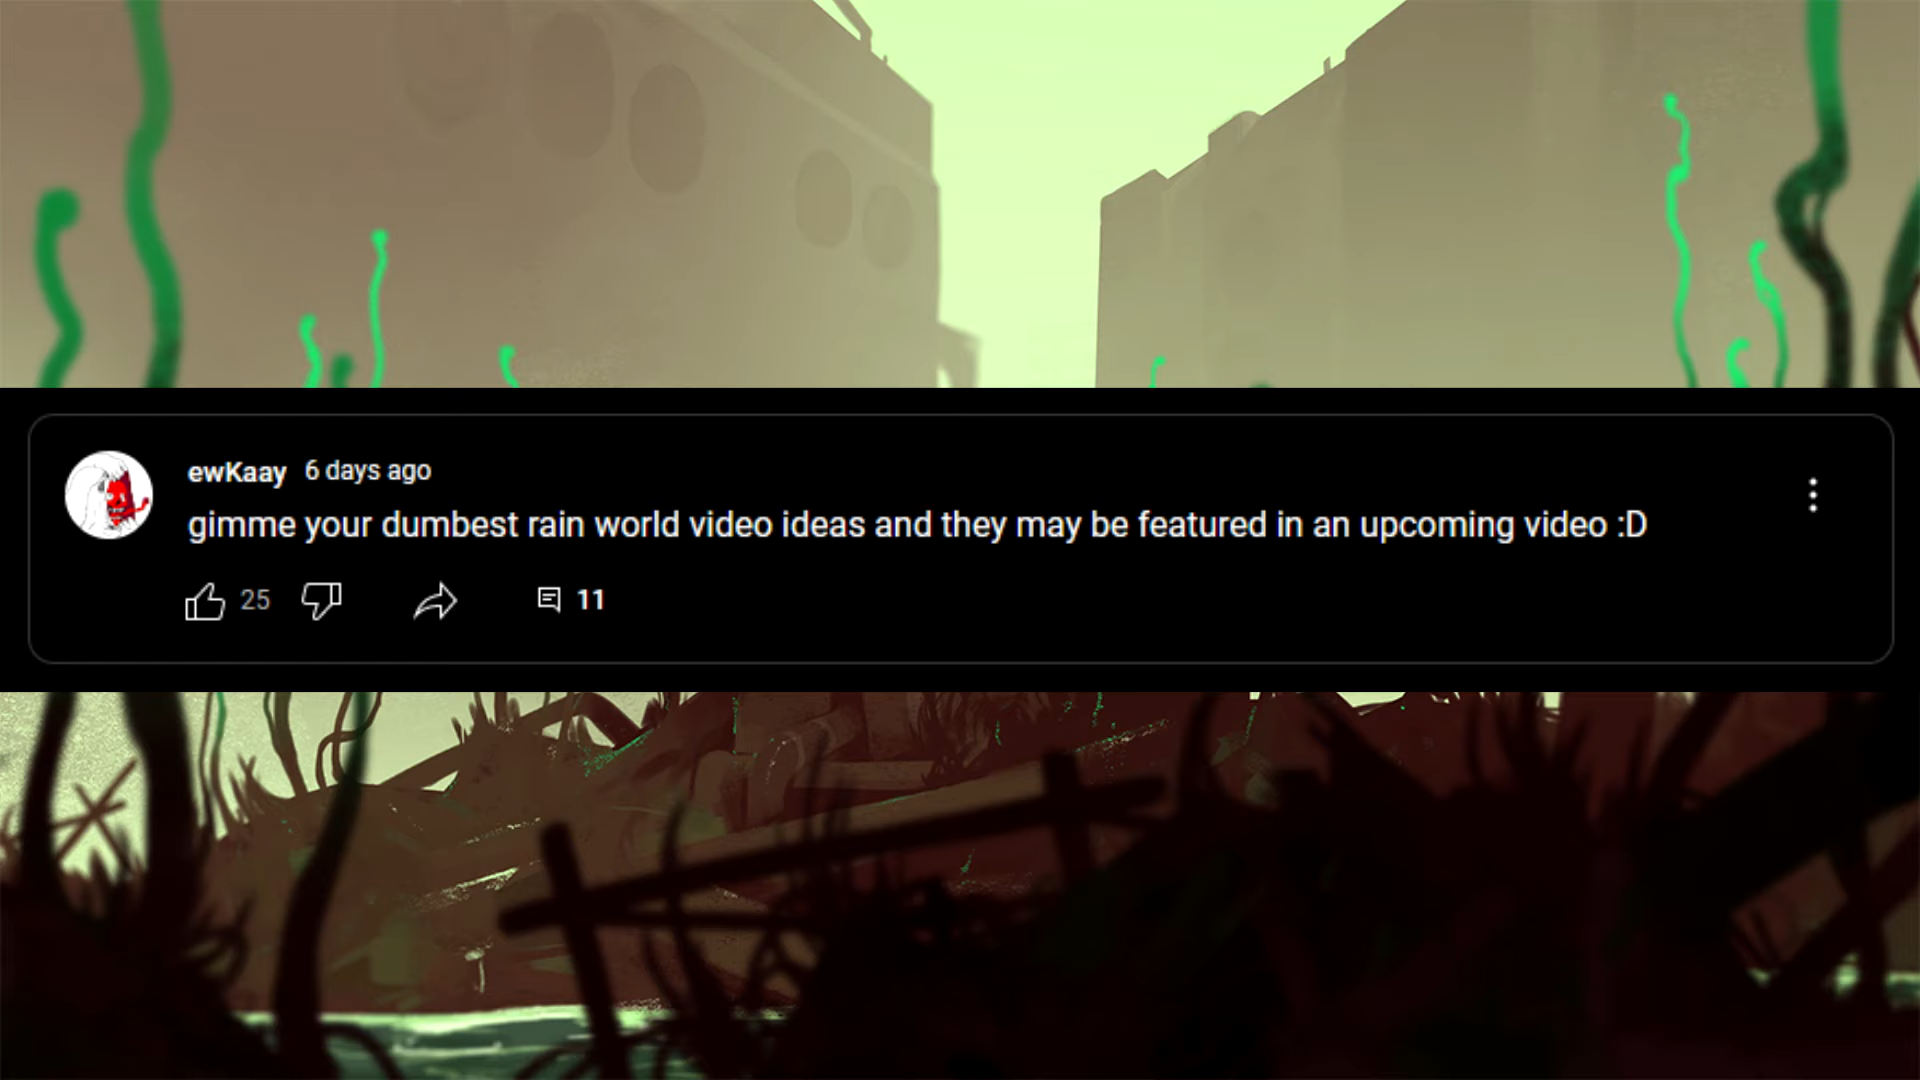 ewKaay 6 days ago
gimme your dumbest rain world video ideas and they may be featured in an upcoming video :D
25 11